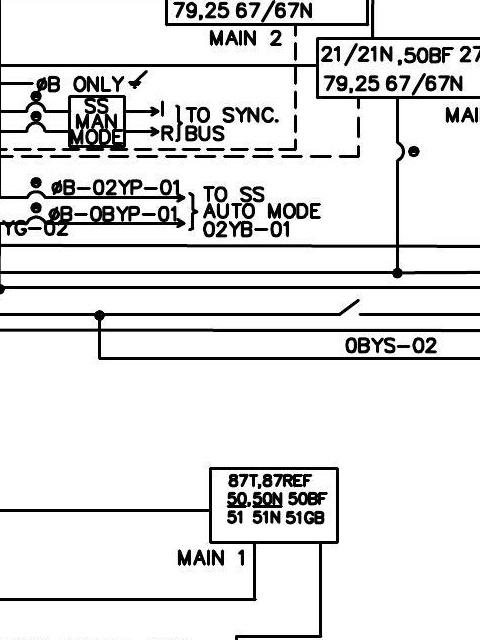 79,25 67/67N
MAIN 2
21/21N,50BF 27
79,25 67/67N
MAI
øB ONLY
SS
MAN
MODE
I
R
TO SYNC.
BUS
øB-02YP-01
øB-0BYP-01
YG-02
TO SS
AUTO MODE
02YB-01
0BYS-02
87T,87REF
50,50N 50BF
51 51N 51GB
MAIN 1